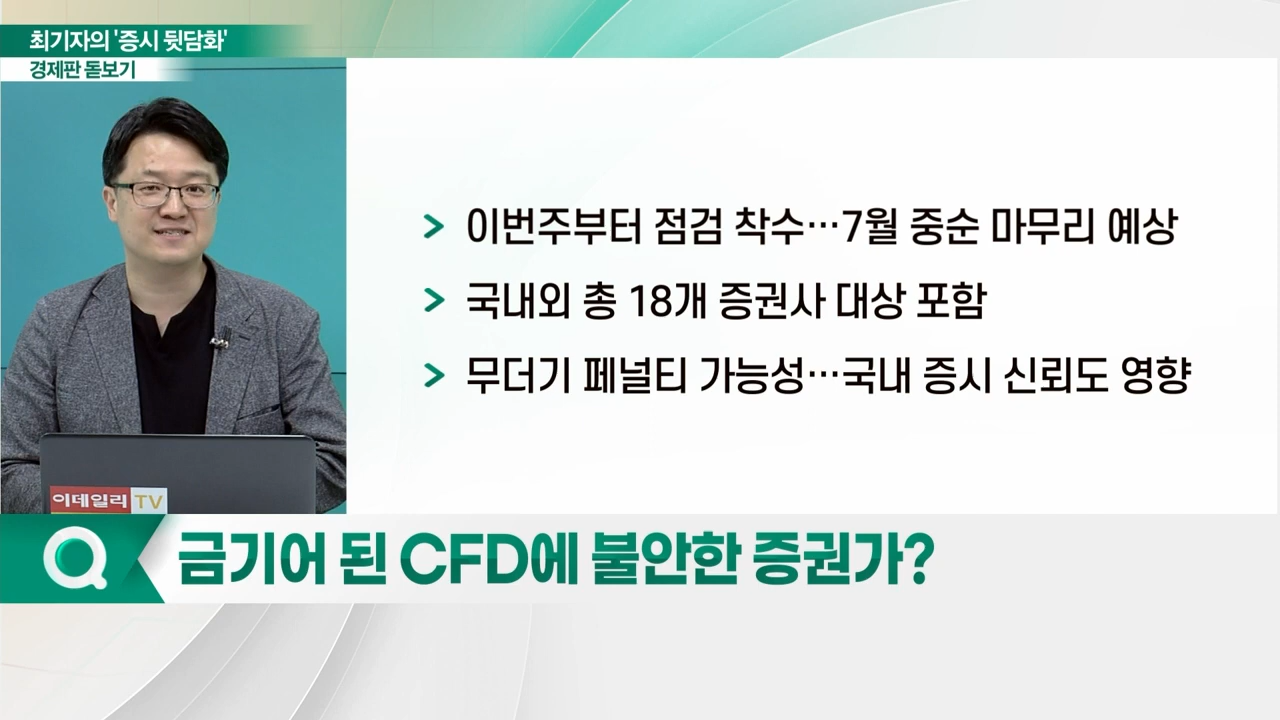 최기자의 '증시 뒷담화'
경제판 돋보기
이번주부터 점검 착수…7월 중순 마무리 예상
국내외 총 18개 증권사 대상 포함
무더기 페널티 가능성…국내 증시 신뢰도 영향
이데일리 TV
금기어 된 CFD에 불안한 증권가?